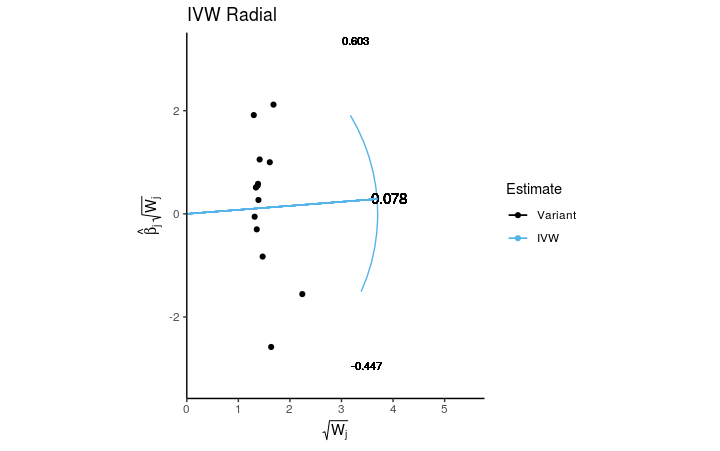 IVW Radial
0.603
2
0.078
0
-2
-0.447
0 1 2 3 4 5
β̂ⱼ√Wⱼ
√Wⱼ
Estimate
Variant
IVW